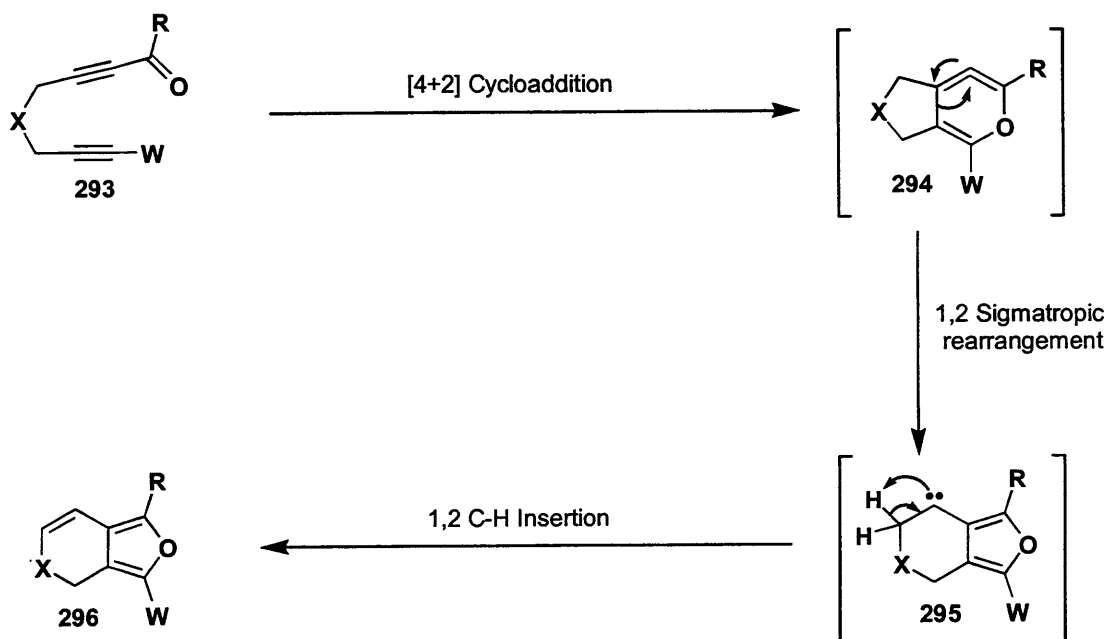 R
O
X
W
293
[4+2] Cycloaddition
R
X
O
294
W
1,2 Sigmatropic
rearrangement
R
H
H
O
X
295
W
1,2 C-H Insertion
R
O
X
296
W